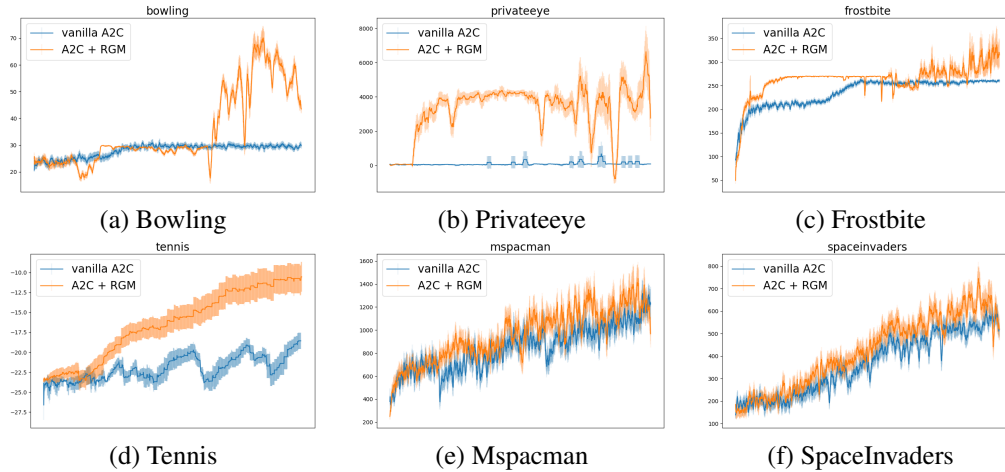 bowling
vanilla A2C
A2C + RGM
70
60
50
40
30
20
(a) Bowling
privateeye
vanilla A2C
A2C + RGM
8000
6000
4000
2000
0
(b) Privateeye
frostbite
vanilla A2C
A2C + RGM
350
300
250
200
150
100
50
(c) Frostbite
tennis
vanilla A2C
A2C + RGM
−10.0
−12.5
−15.0
−17.5
−20.0
−22.5
−25.0
−27.5
(d) Tennis
mspacman
vanilla A2C
A2C + RGM
1600
1400
1200
1000
800
600
400
200
(e) Mspacman
spaceinvaders
vanilla A2C
A2C + RGM
800
700
600
500
400
300
200
100
(f) SpaceInvaders